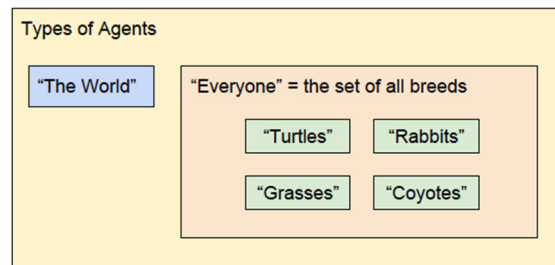 Types of Agents
“The World”
“Everyone” = the set of all breeds
“Turtles”
“Rabbits”
“Grasses”
“Coyotes”